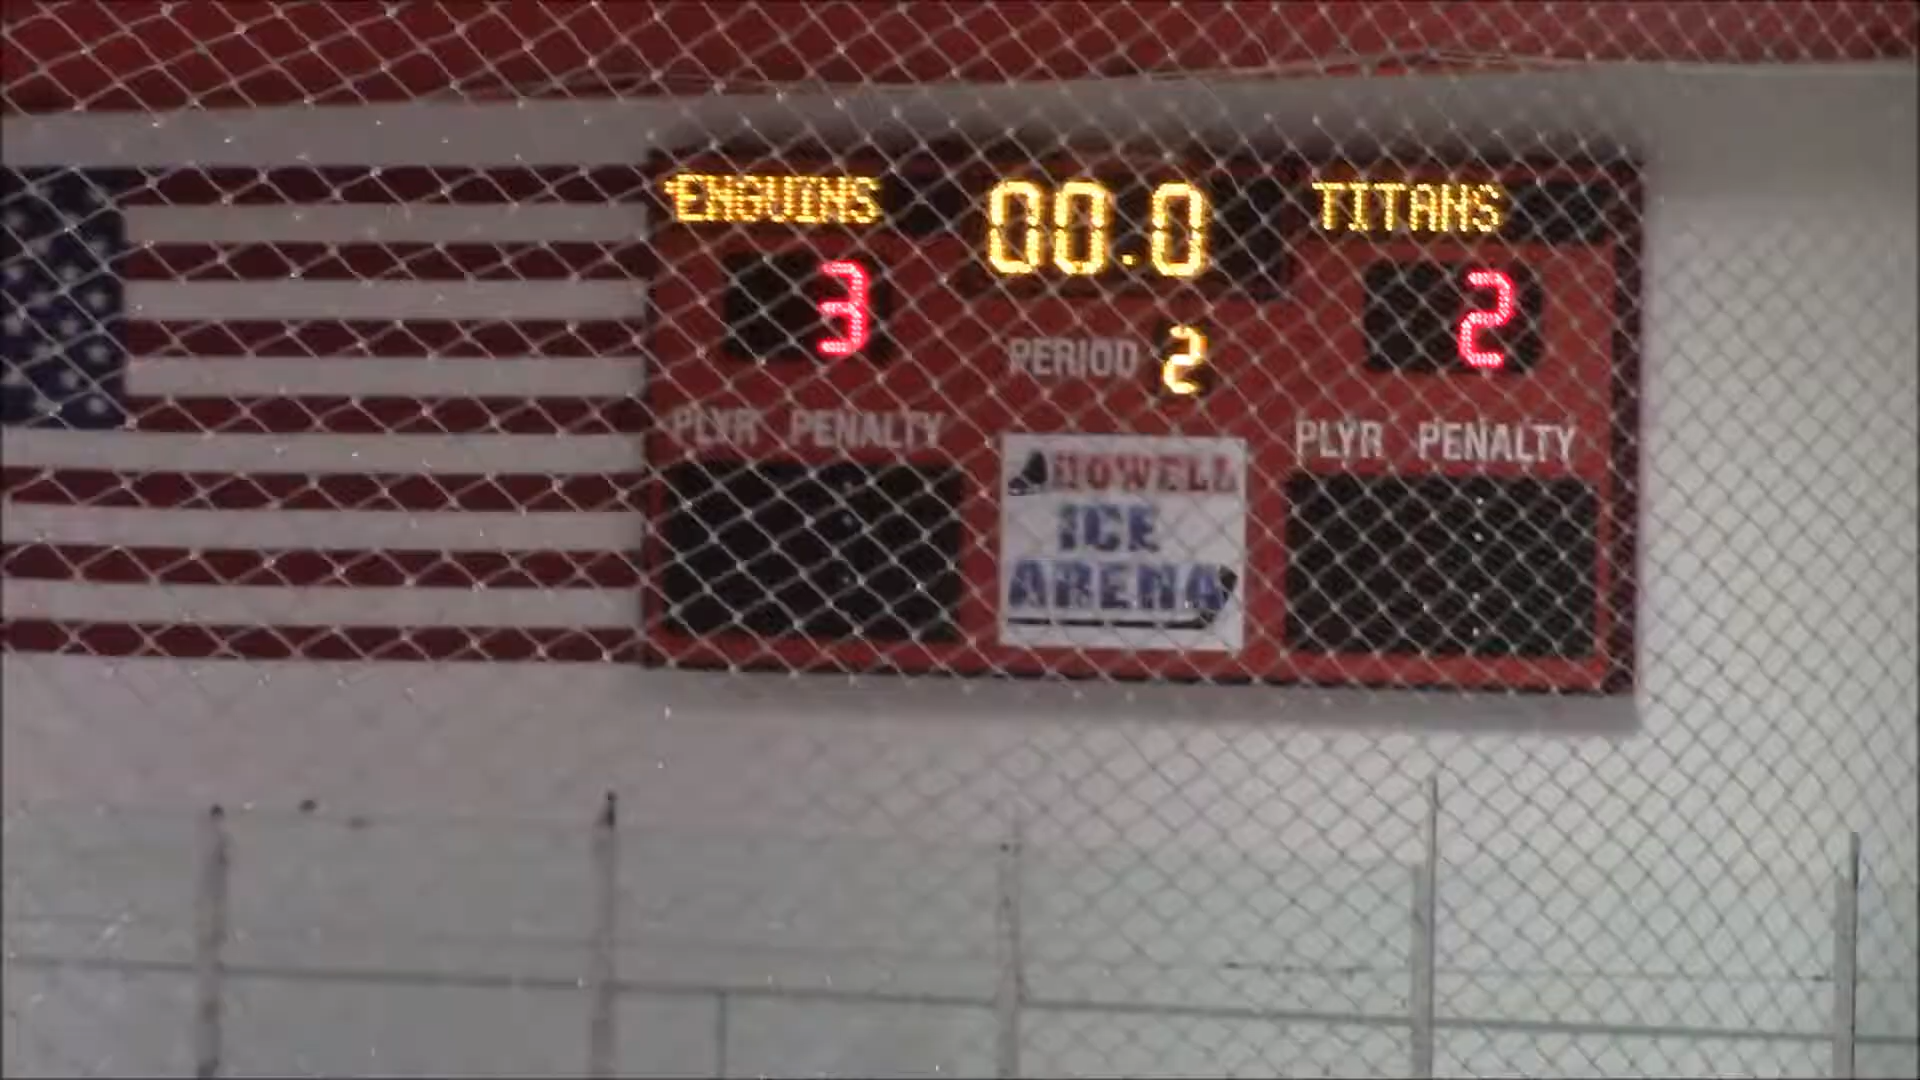 ENGUINS 00.0 TITANS
3 2
PERIOD 2
PLYR PENALTY PLYR PENALTY
HOWELL
ICE
ARENA